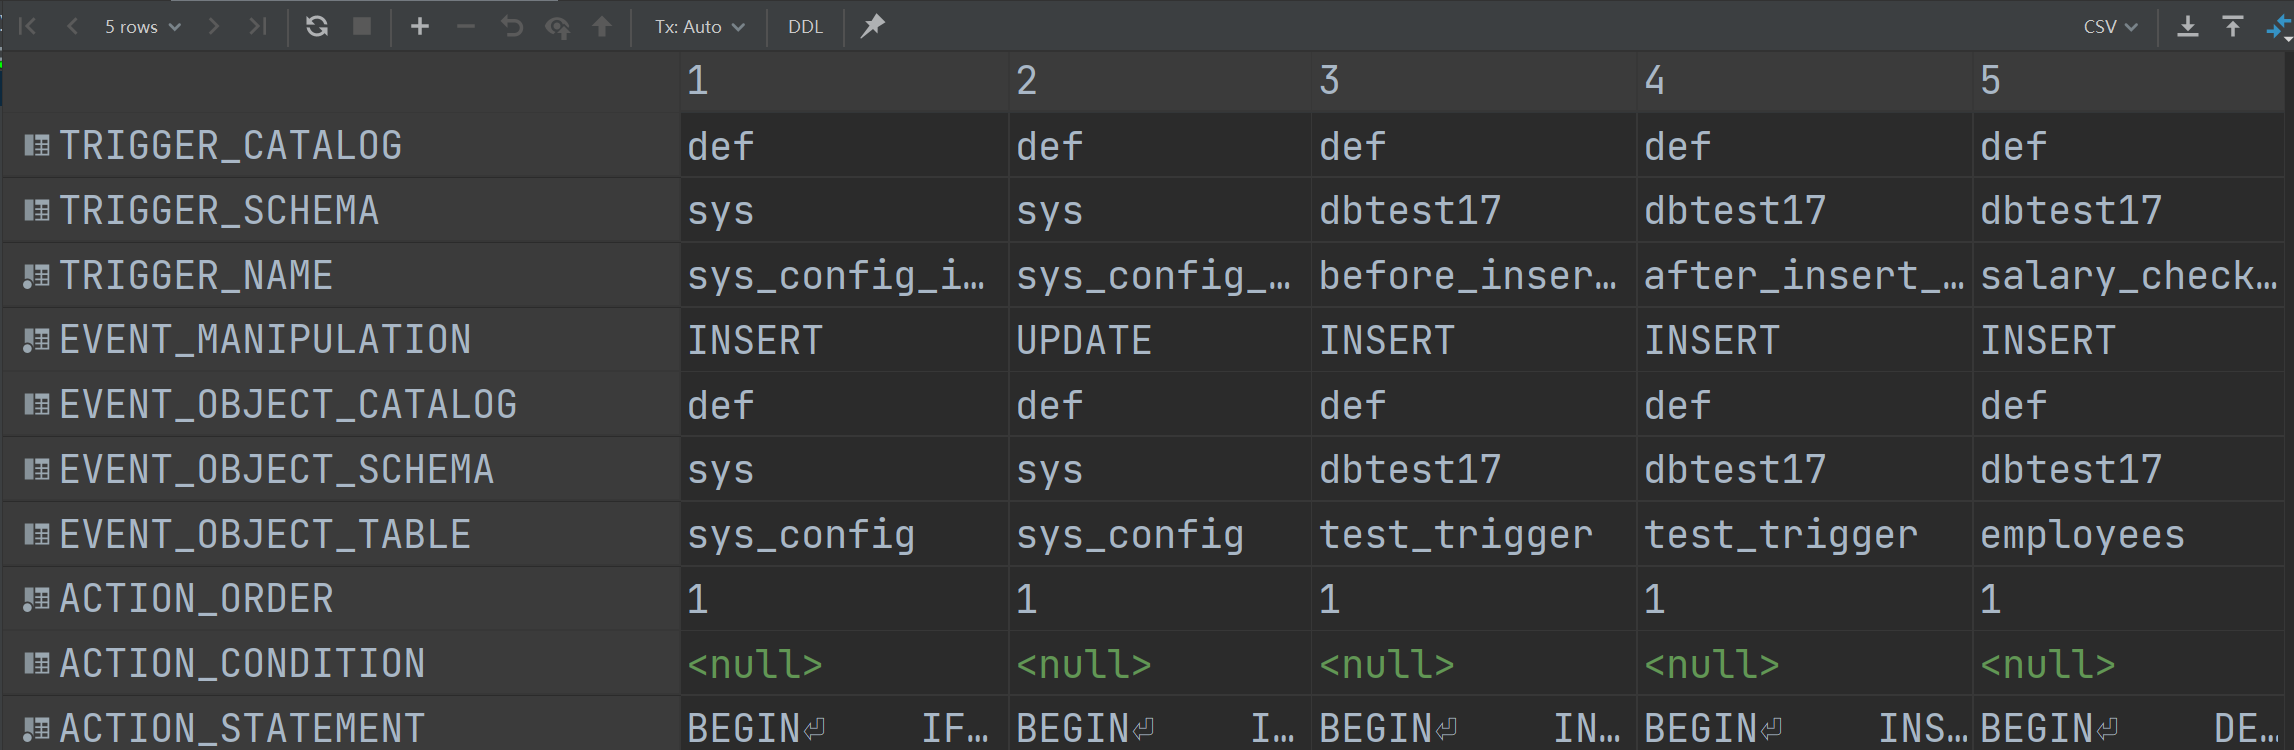 5 rows Tx: Auto DDL CSV
1 2 3 4 5
TRIGGER_CATALOG def def def def def
TRIGGER_SCHEMA sys sys dbtest17 dbtest17 dbtest17
TRIGGER_NAME sys_config_i… sys_config_… before_inser… after_insert_… salary_check…
EVENT_MANIPULATION INSERT UPDATE INSERT INSERT INSERT
EVENT_OBJECT_CATALOG def def def def def
EVENT_OBJECT_SCHEMA sys sys dbtest17 dbtest17 dbtest17
EVENT_OBJECT_TABLE sys_config sys_config test_trigger test_trigger employees
ACTION_ORDER 1 1 1 1 1
ACTION_CONDITION <null> <null> <null> <null> <null>
ACTION_STATEMENT BEGIN⏎ IF… BEGIN⏎ I… BEGIN⏎ IN… BEGIN⏎ INS… BEGIN⏎ DE…